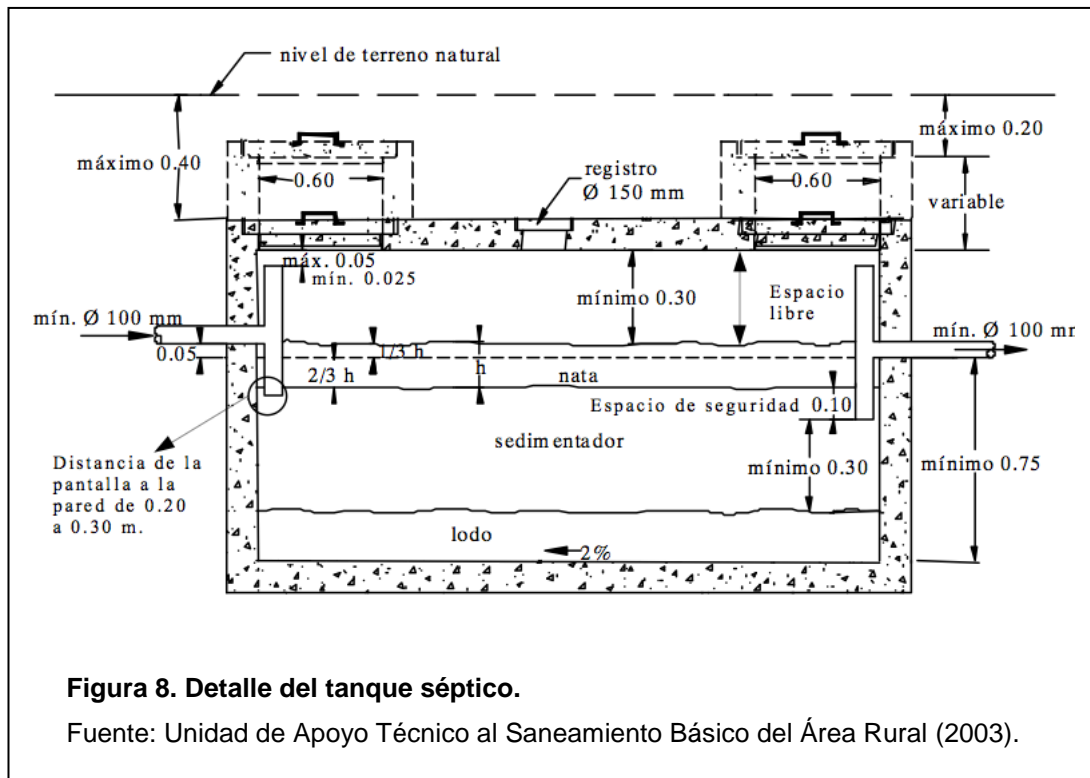 nivel de terreno natural
máximo 0.40
máximo 0.20
0.60
registro
Ø 150 mm
0.60
variable
máx. 0.05
mín. 0.025
mínimo 0.30
Espacio
libre
mín. Ø 100 mm
mín. Ø 100 mm
0.05
1/3 h
h
2/3 h
nata
Espacio de seguridad 0.10
sedimentador
Distancia de la
pantalla a la
pared de 0.20
a 0.30 m.
mínimo 0.30
mínimo 0.75
lodo
2%
Figura 8. Detalle del tanque séptico.
Fuente: Unidad de Apoyo Técnico al Saneamiento Básico del Área Rural (2003).